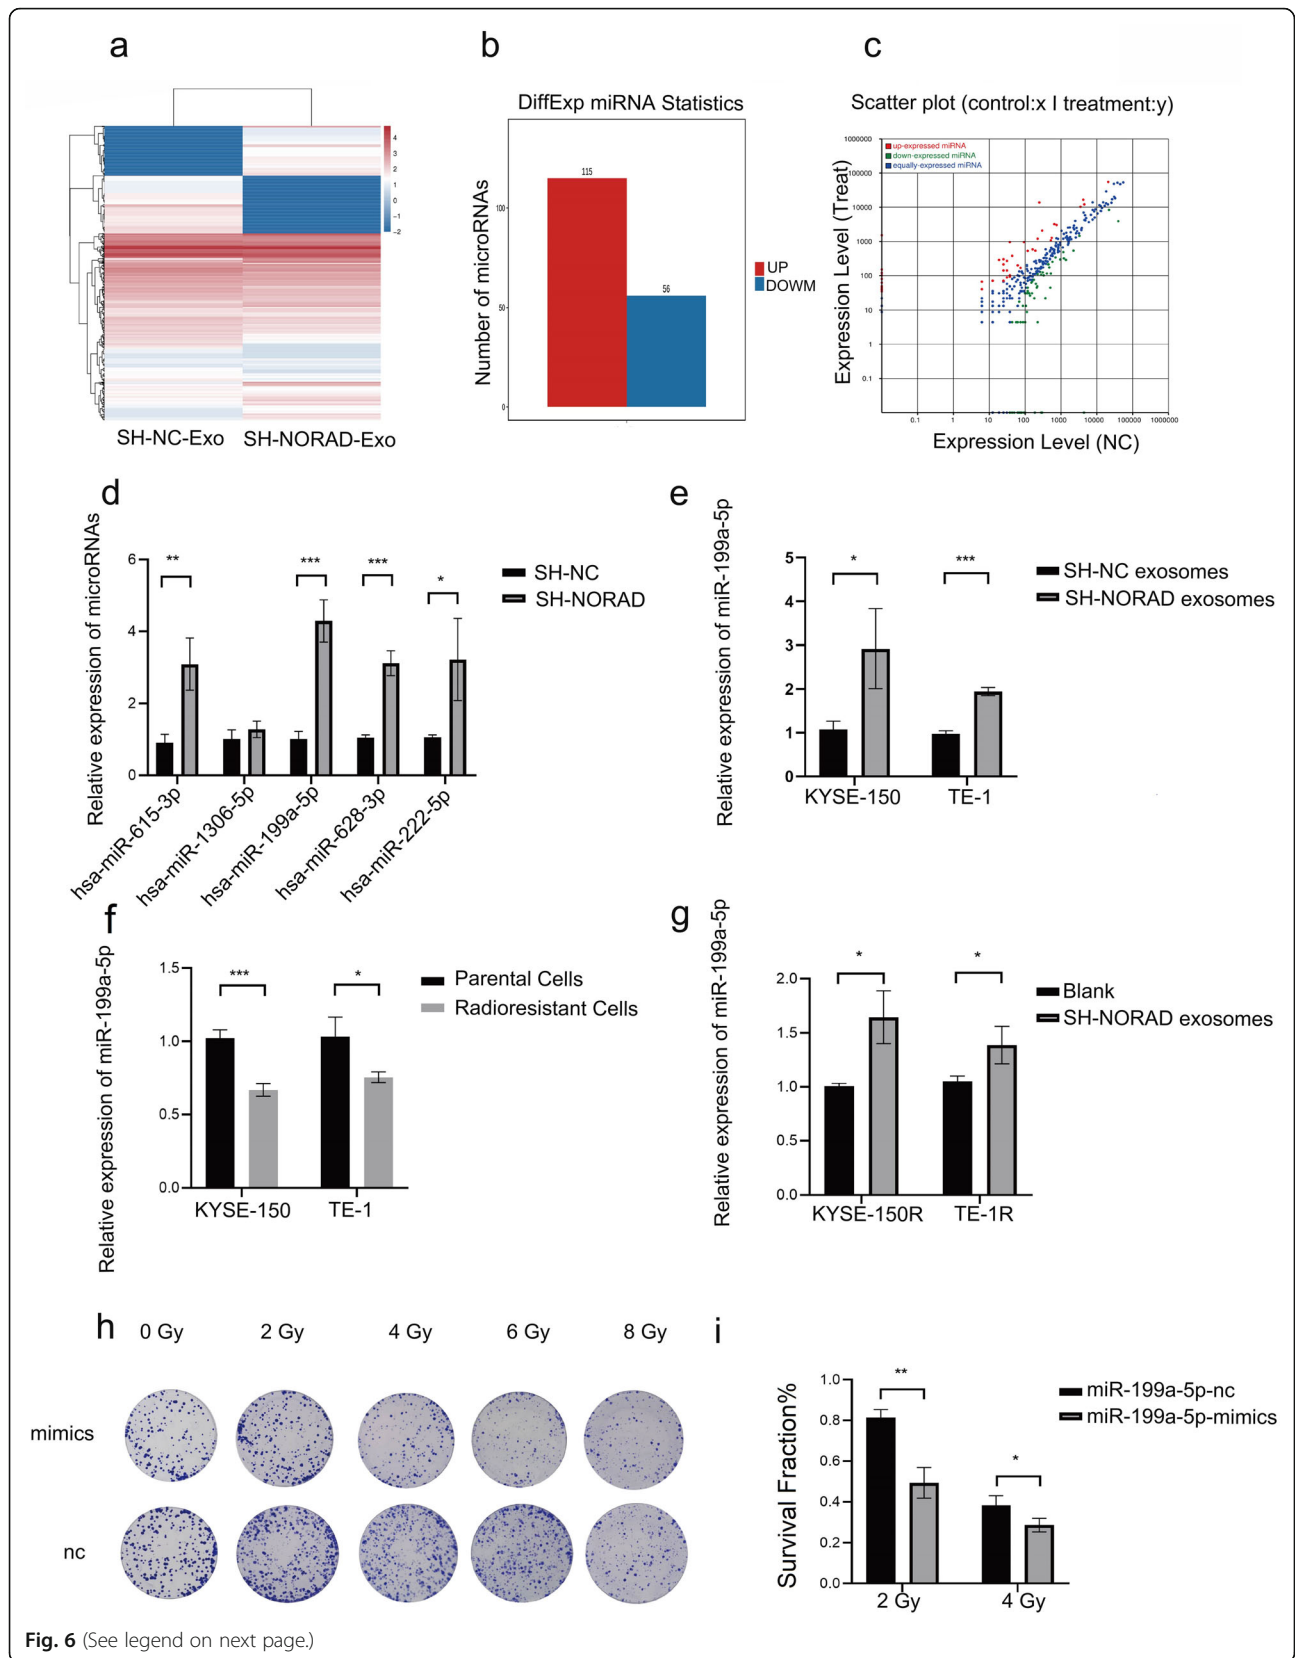 a
4
3
2
1
0
−1
−2
SH-NC-Exo
SH-NORAD-Exo
b
DiffExp miRNA Statistics
Number of microRNAs
100
50
0
115
56
UP
DOWM
c
Scatter plot (control:x I treatment:y)
Expression Level (Treat)
1000000
100000
10000
1000
100
10
1
0.1
up-expressed miRNA
down-expressed miRNA
equally-expressed miRNA
0.1
1
10
100
1000
10000
100000
1000000
Expression Level (NC)
d
Relative expression of microRNAs
6
4
2
0
**
***
***
*
SH-NC
SH-NORAD
hsa-miR-615-3p
hsa-miR-1306-5p
hsa-miR-199a-5p
hsa-miR-628-3p
hsa-miR-222-5p
e
Relative expression of miR-199a-5p
5
4
3
2
1
0
*
***
SH-NC exosomes
SH-NORAD exosomes
KYSE-150
TE-1
f
Relative expression of miR-199a-5p
1.5
1.0
0.5
0.0
***
*
Parental Cells
Radioresistant Cells
KYSE-150
TE-1
g
Relative expression of miR-199a-5p
2.0
1.5
1.0
0.5
0.0
*
*
Blank
SH-NORAD exosomes
KYSE-150R
TE-1R
h
0 Gy
2 Gy
4 Gy
6 Gy
8 Gy
mimics
nc
i
Survival Fraction%
1.0
0.8
0.6
0.4
0.2
0.0
**
*
miR-199a-5p-nc
miR-199a-5p-mimics
2 Gy
4 Gy
Fig. 6 (See legend on next page.)